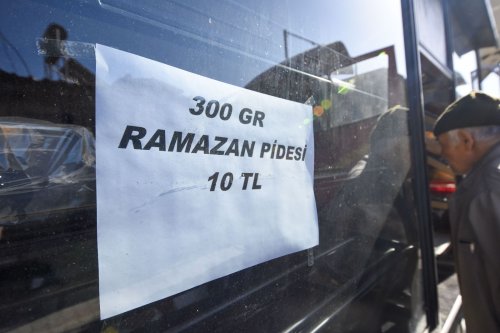 300 GR
RAMAZAN PİDESİ
10 TL